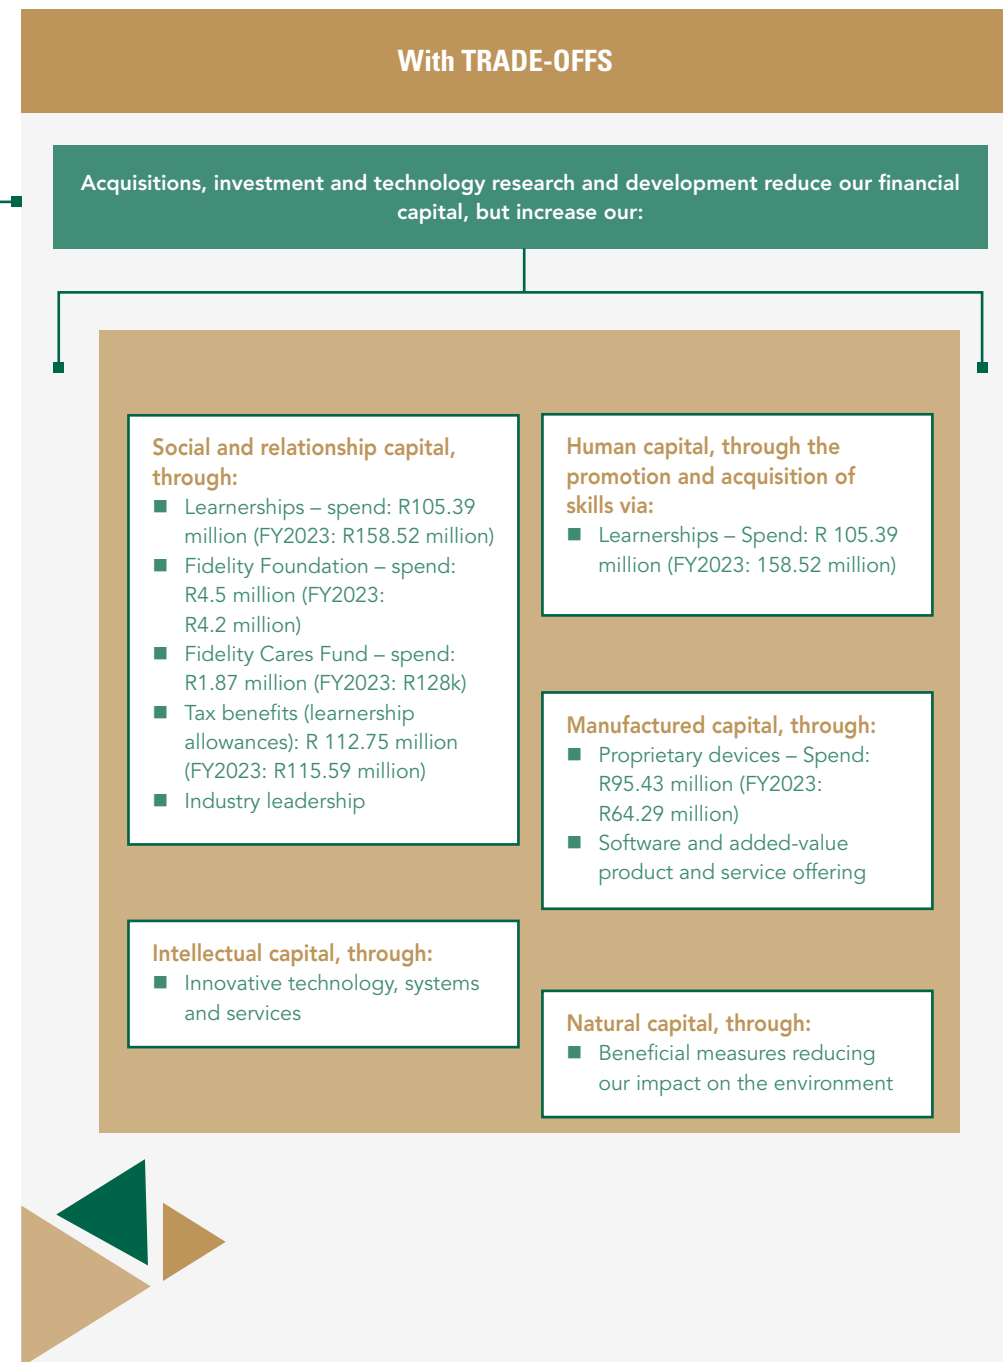 With TRADE-OFFS
Acquisitions, investment and technology research and development reduce our financial
capital, but increase our:
Social and relationship capital,
through:
■ Learnerships – spend: R105.39
million (FY2023: R158.52 million)
■ Fidelity Foundation – spend:
R4.5 million (FY2023:
R4.2 million)
■ Fidelity Cares Fund – spend:
R1.87 million (FY2023: R128k)
■ Tax benefits (learnership
allowances): R 112.75 million
(FY2023: R115.59 million)
■ Industry leadership
Intellectual capital, through:
■ Innovative technology, systems
and services
Human capital, through the
promotion and acquisition of
skills via:
■ Learnerships – Spend: R 105.39
million (FY2023: 158.52 million)
Manufactured capital, through:
■ Proprietary devices – Spend:
R95.43 million (FY2023:
R64.29 million)
■ Software and added-value
product and service offering
Natural capital, through:
■ Beneficial measures reducing
our impact on the environment